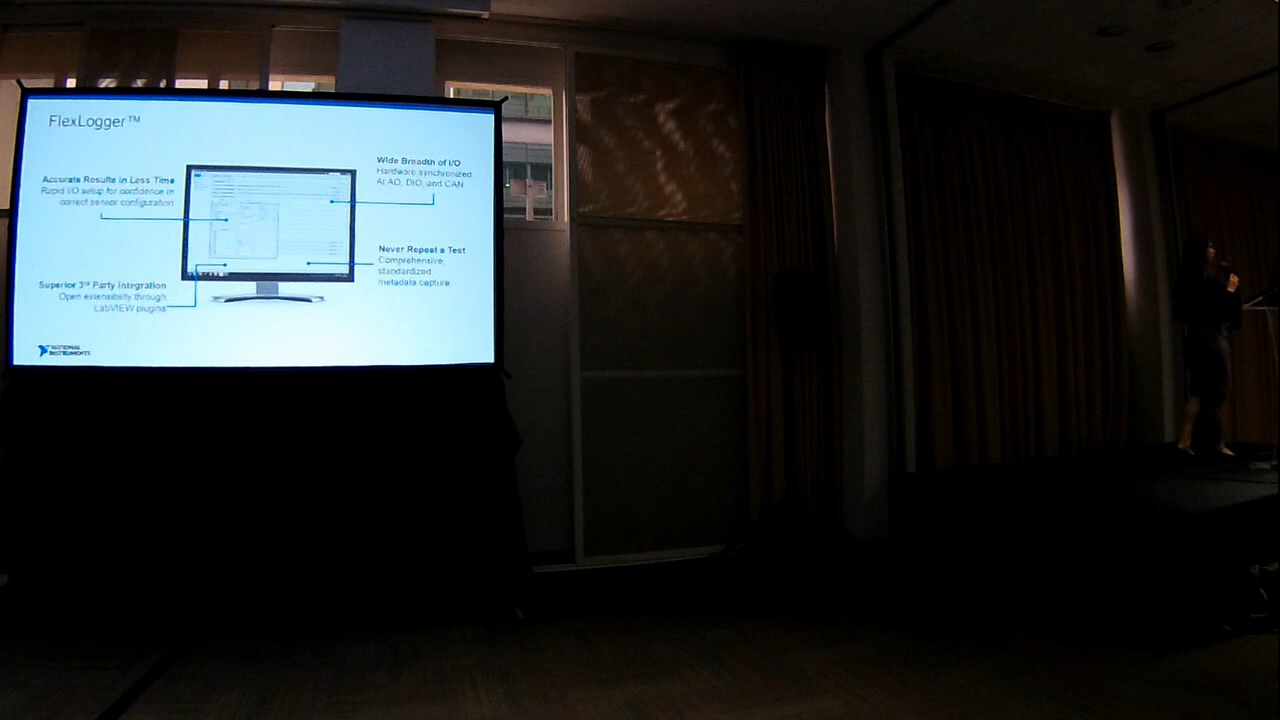 FlexLogger™
Accurate Results in Less Time
Rapid I/O setup for confidence in
correct sensor configuration
Wide Breadth of I/O
Hardware synchronized
AI AO, DIO, and CAN
Never Repeat a Test
Comprehensive,
standardized
metadata capture
Superior 3rd Party Integration
Open extensibility through
LabVIEW plugins
NATIONAL
INSTRUMENTS